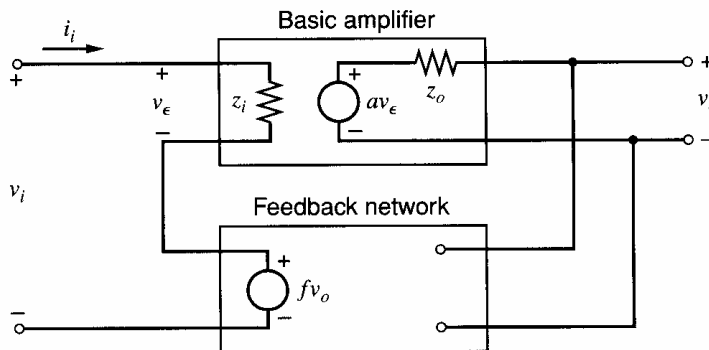 Basic amplifier
i_i
+ + + +
v_ϵ z_i av_ϵ z_o
− − − −
v_i
Feedback network
+
fv_o
−
−